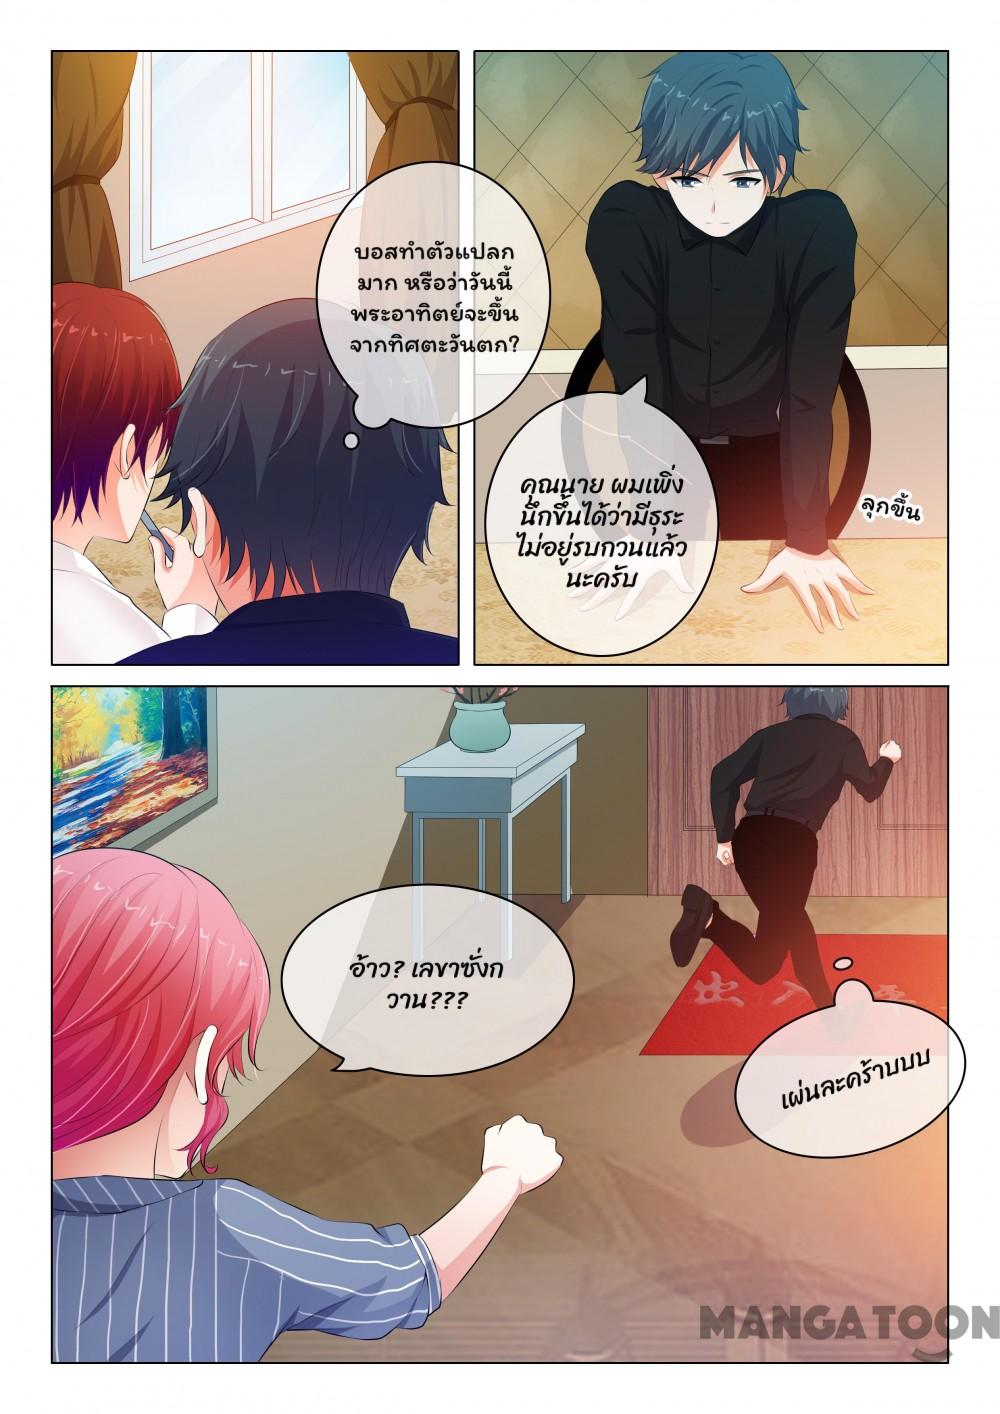 บอสทำตัวแปลก
มาก หรือว่าวันนี้
พระอาทิตย์จะขึ้น
จากทิศตะวันตก?
คุณนาย ผมเพิ่ง
นึกขึ้นได้ว่ามีธุระ
ไม่อยู่รบกวนแล้ว
นะครับ
ลุกขึ้น
อ้าว? เลขาซั่งก
วาน???
เผ่นละคร้าบบบ
出入平
MANGATOON